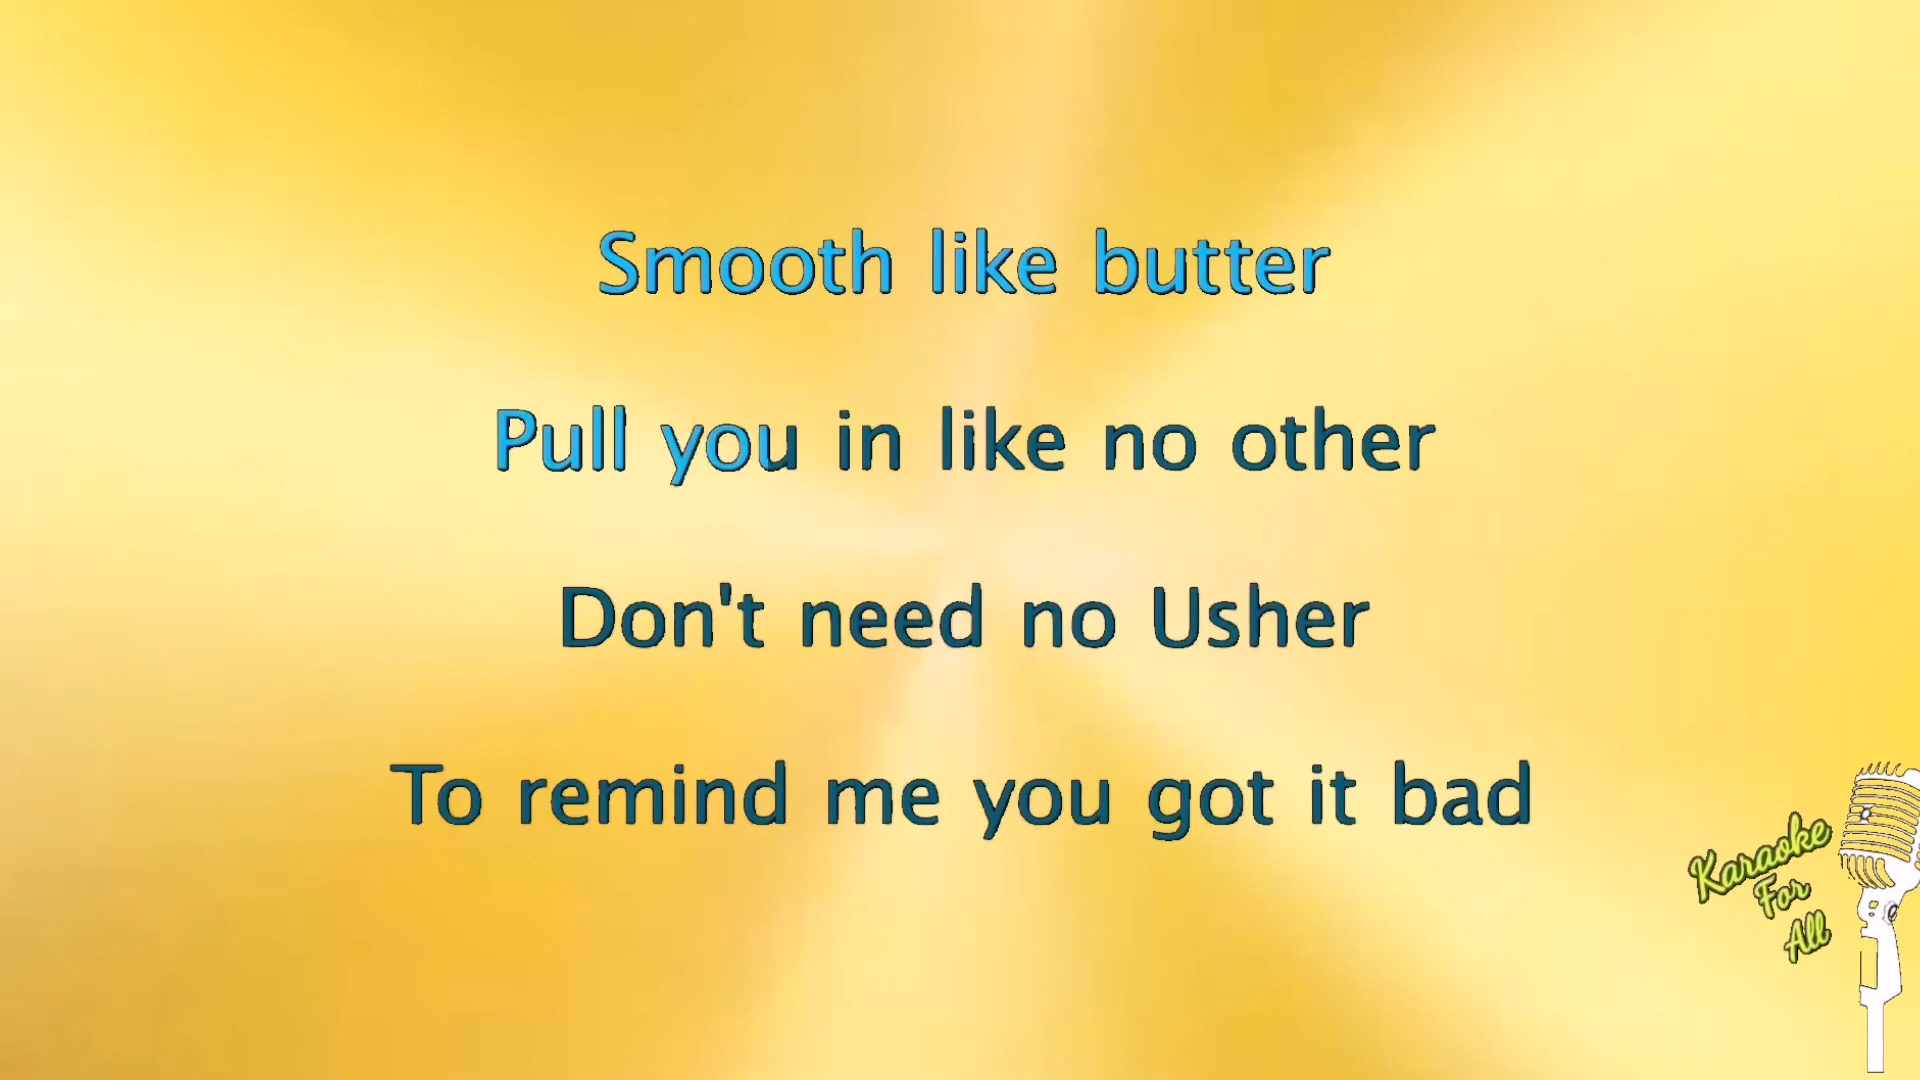 Smooth like butter
Pull you in like no other
Don't need no Usher
To remind me you got it bad
Karaoke
For
All